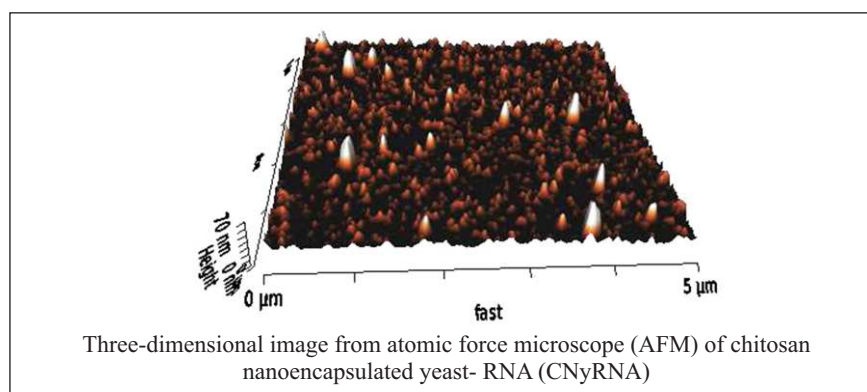 70 nm
0 nm
Height
0 µm
fast
5 µm
Three-dimensional image from atomic force microscope (AFM) of chitosan
nanoencapsulated yeast- RNA (CNyRNA)